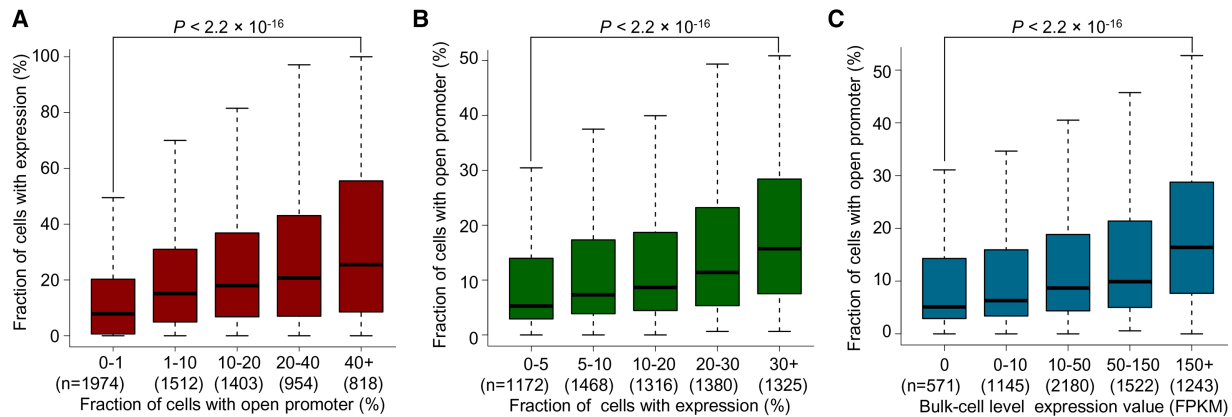 A
P < 2.2 × 10-16
Fraction of cells with expression (%)
100
80
60
40
20
0
0-1 1-10 10-20 20-40 40+
(n=1974) (1512) (1403) (954) (818)
Fraction of cells with open promoter (%)
B
P < 2.2 × 10-16
Fraction of cells with open promoter (%)
50
40
30
20
10
0
0-5 5-10 10-20 20-30 30+
(n=1172) (1468) (1316) (1380) (1325)
Fraction of cells with expression (%)
C
P < 2.2 × 10-16
Fraction of cells with open promoter (%)
50
40
30
20
10
0
0 0-10 10-50 50-150 150+
(n=571) (1145) (2180) (1522) (1243)
Bulk-cell level expression value (FPKM)